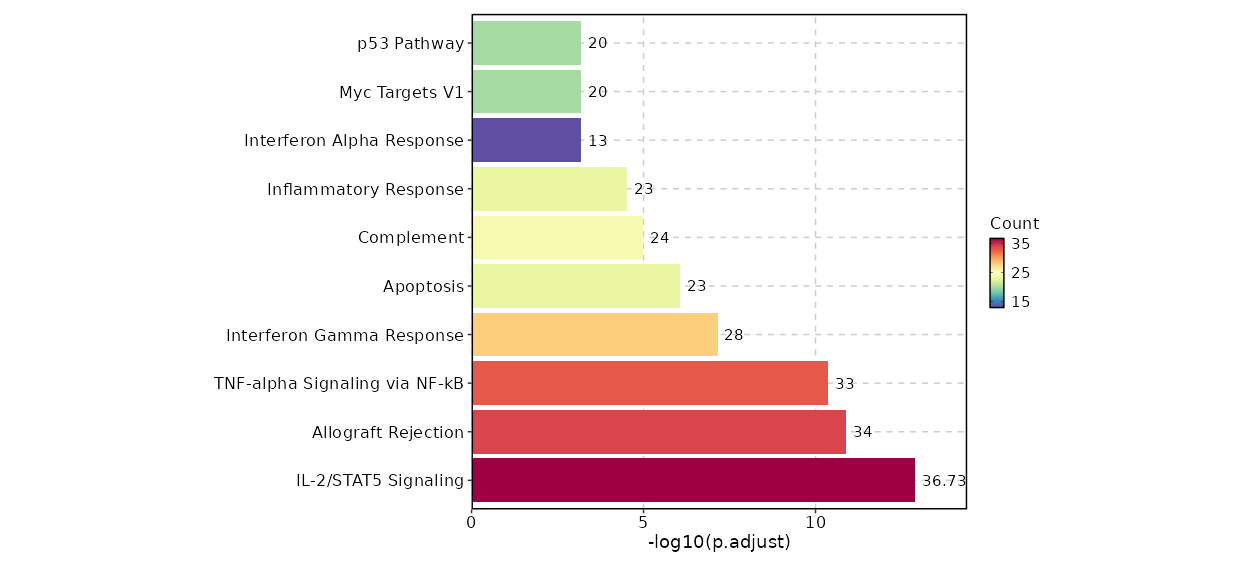 p53 Pathway 20
Myc Targets V1 20
Interferon Alpha Response 13
Inflammatory Response 23
Complement 24
Apoptosis 23
Interferon Gamma Response 28
TNF-alpha Signaling via NF-kB 33
Allograft Rejection 34
IL-2/STAT5 Signaling 36.73
0 5 10
-log10(p.adjust)
Count
35
25
15